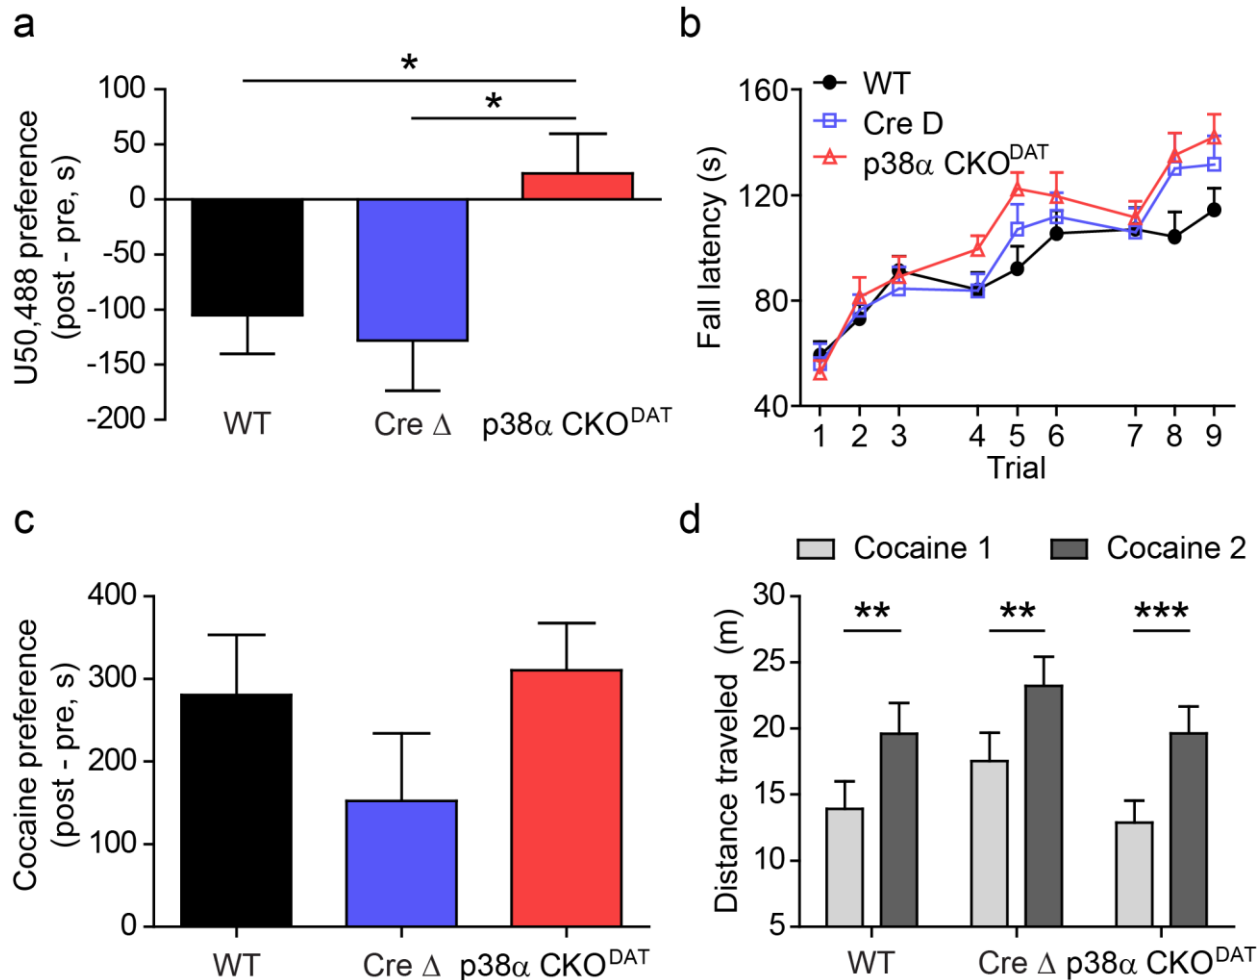 a
U50,488 preference
(post - pre, s)
100
50
0
-50
-100
-150
-200
*
*
WT
Cre Δ
p38α CKO^DAT
b
Fall latency (s)
160
120
80
40
WT
Cre D
p38α CKO^DAT
1 2 3 4 5 6 7 8 9
Trial
c
Cocaine preference
(post - pre, s)
400
300
200
100
0
WT
Cre Δ
p38α CKO^DAT
d
Cocaine 1
Cocaine 2
Distance traveled (m)
30
25
20
15
10
5
**
**
***
WT
Cre Δ
p38α CKO^DAT